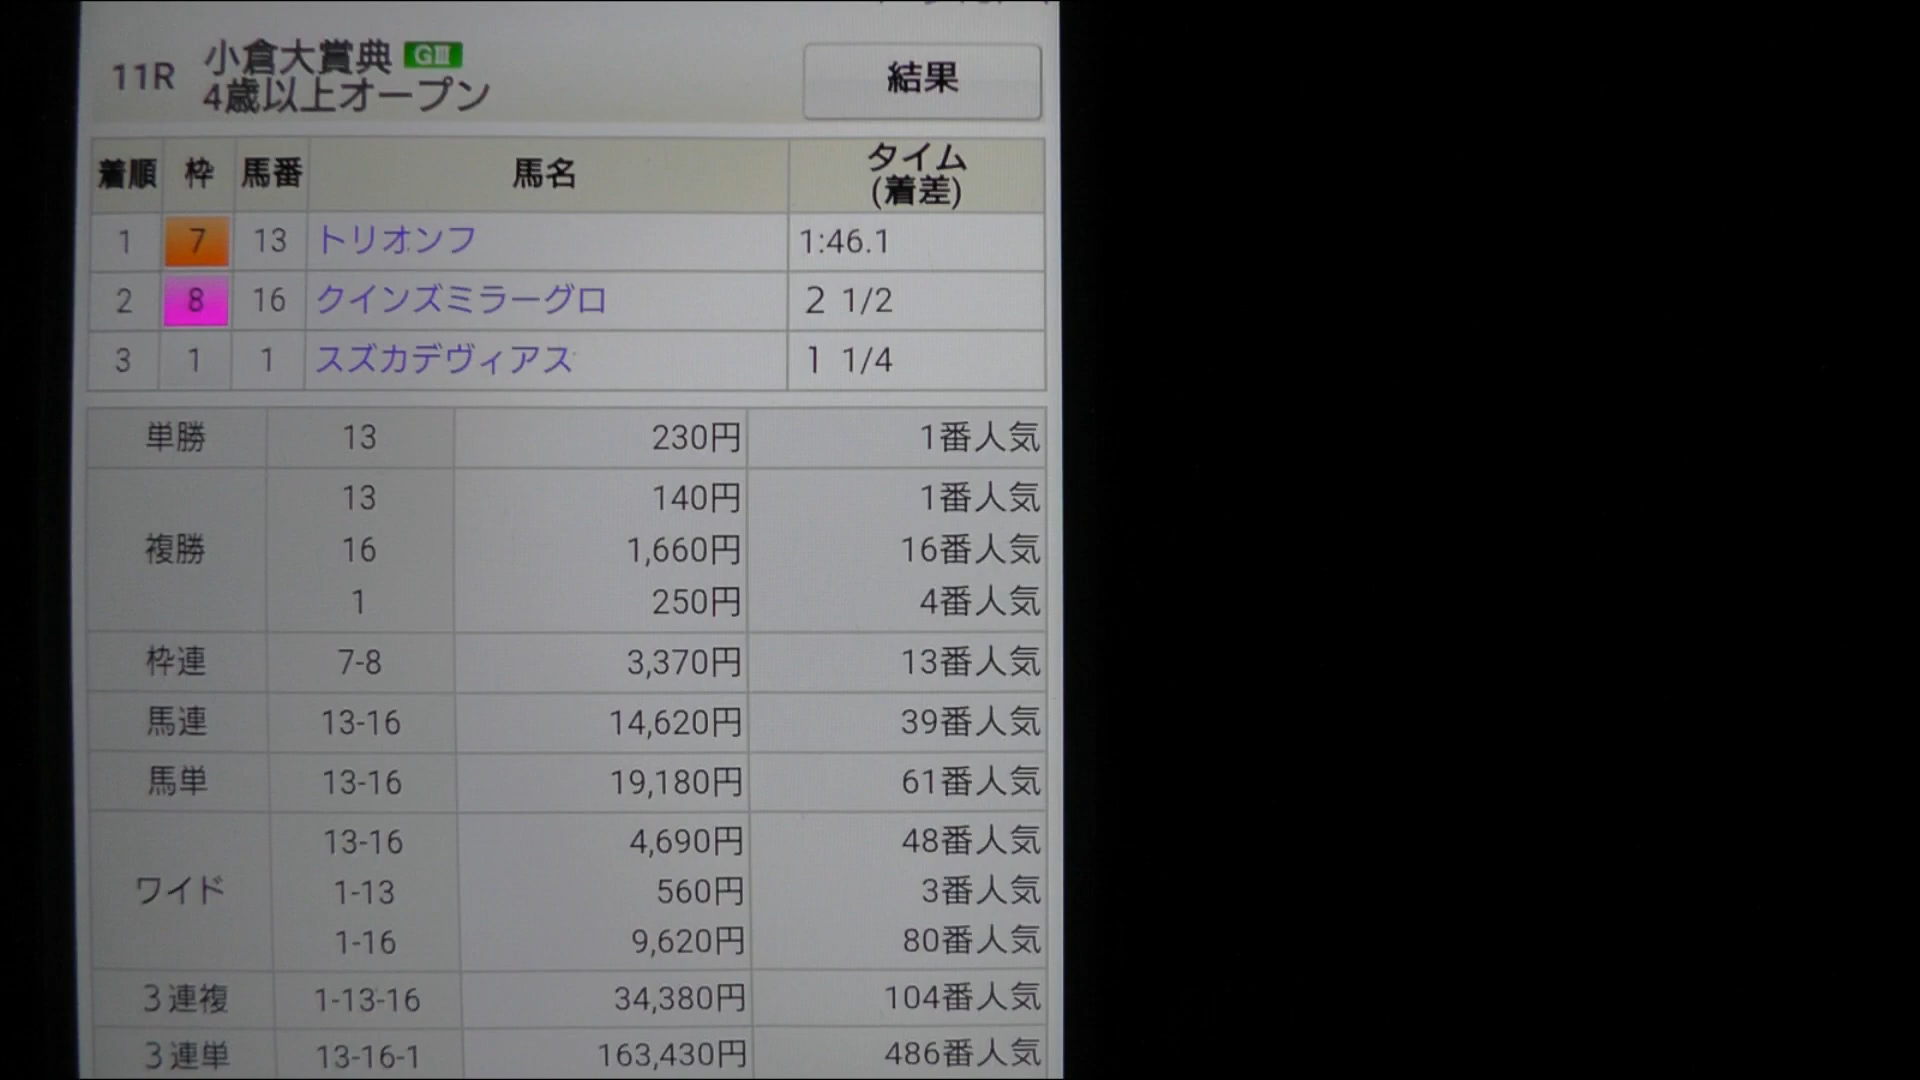 11R 小倉大賞典 GⅢ
4歳以上オープン
結果
着順 枠 馬番 馬名 タイム
(着差)
1 7 13 トリオンフ 1:46.1
2 8 16 クインズミラーグロ 2 1/2
3 1 1 スズカデヴィアス 1 1/4
単勝 13 230円 1番人気
複勝
13 140円 1番人気
16 1,660円 16番人気
1 250円 4番人気
枠連 7-8 3,370円 13番人気
馬連 13-16 14,620円 39番人気
馬単 13-16 19,180円 61番人気
ワイド
13-16 4,690円 48番人気
1-13 560円 3番人気
1-16 9,620円 80番人気
3連複 1-13-16 34,380円 104番人気
3連単 13-16-1 163,430円 486番人気